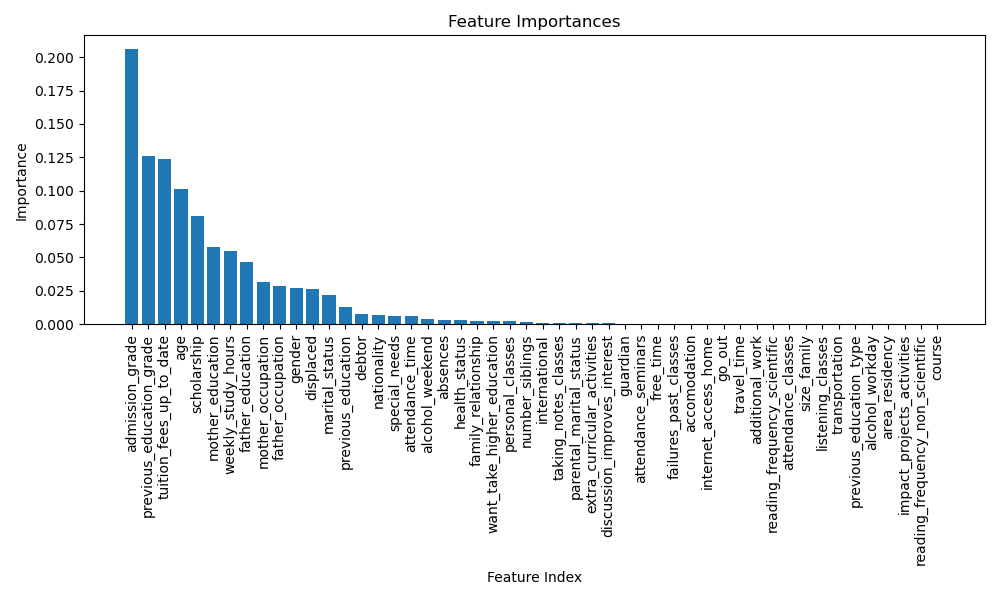 Feature Importances
Importance
0.200
0.175
0.150
0.125
0.100
0.075
0.050
0.025
0.000
admission_grade
previous_education_grade
tuition_fees_up_to_date
age
scholarship
mother_education
weekly_study_hours
father_education
mother_occupation
father_occupation
gender
displaced
marital_status
previous_education
debtor
nationality
special_needs
attendance_time
alcohol_weekend
absences
health_status
family_relationship
want_take_higher_education
personal_classes
number_siblings
international
taking_notes_classes
parental_marital_status
extra_curricular_activities
discussion_improves_interest
guardian
attendance_seminars
free_time
failures_past_classes
accomodation
internet_access_home
go_out
travel_time
additional_work
reading_frequency_scientific
attendance_classes
size_family
listening_classes
transportation
previous_education_type
alcohol_workday
area_residency
impact_projects_activities
reading_frequency_non_scientific
course
Feature Index